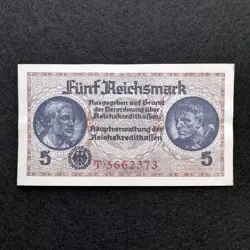 Fünf Reichsmark
Ausgegeben auf Grund
der Verordnung über
Reichskreditkassen
Hauptverwaltung der
Reichskreditkassen
5 5
T·5662373